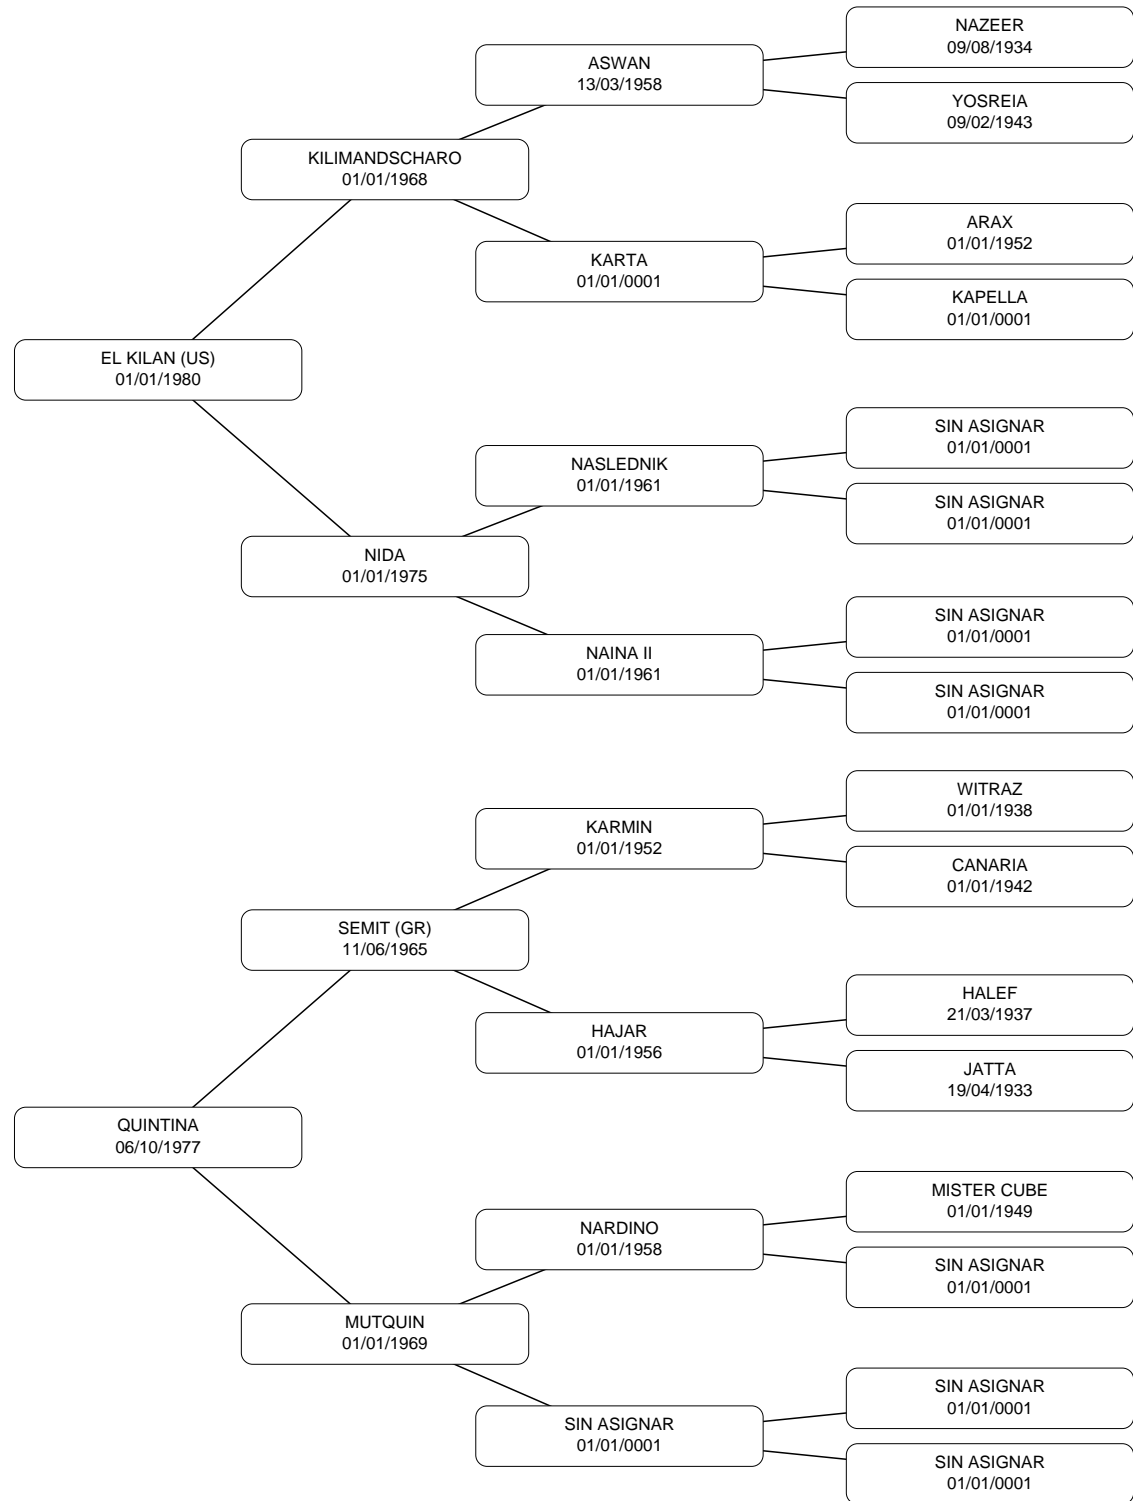 NAZEER
09/08/1934
ASWAN
13/03/1958
YOSREIA
09/02/1943
KILIMANDSCHARO
01/01/1968
ARAX
01/01/1952
KARTA
01/01/0001
KAPELLA
01/01/0001
EL KILAN (US)
01/01/1980
SIN ASIGNAR
01/01/0001
NASLEDNIK
01/01/1961
SIN ASIGNAR
01/01/0001
NIDA
01/01/1975
SIN ASIGNAR
01/01/0001
NAINA II
01/01/1961
SIN ASIGNAR
01/01/0001
WITRAZ
01/01/1938
KARMIN
01/01/1952
CANARIA
01/01/1942
SEMIT (GR)
11/06/1965
HALEF
21/03/1937
HAJAR
01/01/1956
JATTA
19/04/1933
QUINTINA
06/10/1977
MISTER CUBE
01/01/1949
NARDINO
01/01/1958
SIN ASIGNAR
01/01/0001
MUTQUIN
01/01/1969
SIN ASIGNAR
01/01/0001
SIN ASIGNAR
01/01/0001
SIN ASIGNAR
01/01/0001